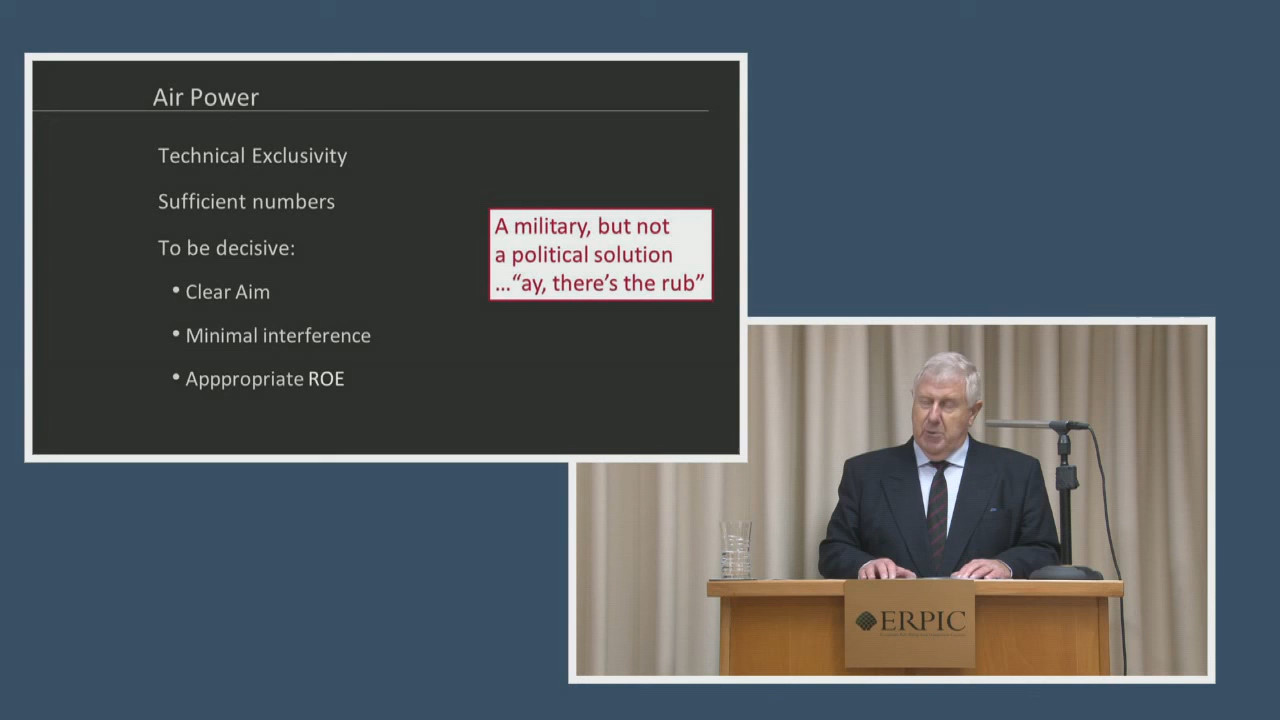 Air Power
Technical Exclusivity
Sufficient numbers
To be decisive:
• Clear Aim
• Minimal interference
• Apppropriate ROE
A military, but not
a political solution
...“ay, there’s the rub”
ERPIC